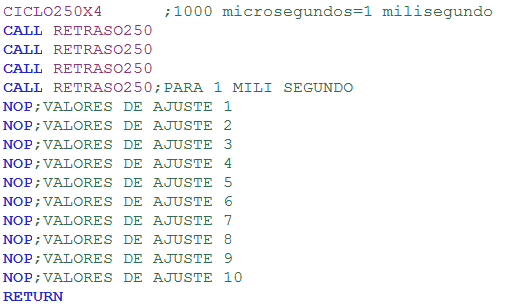 CICLO250X4 ;1000 microsegundos=1 milisegundo
CALL RETRASO250
CALL RETRASO250
CALL RETRASO250
CALL RETRASO250;PARA 1 MILI SEGUNDO
NOP;VALORES DE AJUSTE 1
NOP;VALORES DE AJUSTE 2
NOP;VALORES DE AJUSTE 3
NOP;VALORES DE AJUSTE 4
NOP;VALORES DE AJUSTE 5
NOP;VALORES DE AJUSTE 6
NOP;VALORES DE AJUSTE 7
NOP;VALORES DE AJUSTE 8
NOP;VALORES DE AJUSTE 9
NOP;VALORES DE AJUSTE 10
RETURN